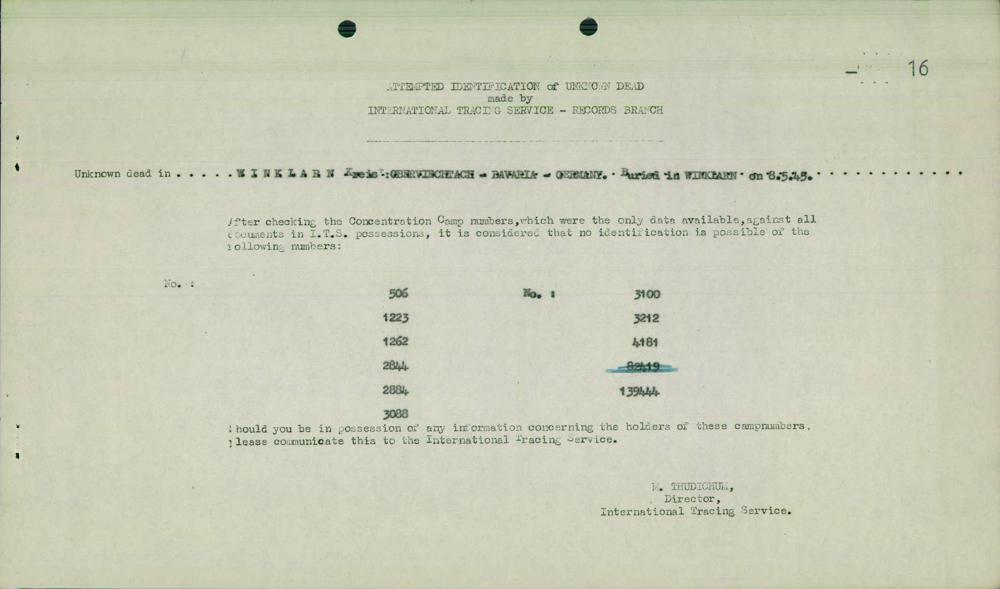 16
ATTEMPTED IDENTIFICATION of UNKNOWN DEAD
made by
INTERNATIONAL TRACING SERVICE - RECORDS BRANCH
Unknown dead in . . . . . WINKLARN Kreis :OBERVIECHTACH - BAVARIA - GERMANY. Buried in WINKLARN on 8.5.45. . . . . . . . . . . .
After checking the Concentration Camp numbers,which were the only data available,against all
documents in I.T.S. possessions, it is considered that no identification is possible of the
following numbers:
No. :
506 No. : 3100
1223 3212
1262 4181
2844 82419
2884 139444
3088
Should you be in possession of any information concerning the holders of these campnumbers,
please communicate this to the International Tracing Service.
M. THUDICHUM,
Director,
International Tracing Service.